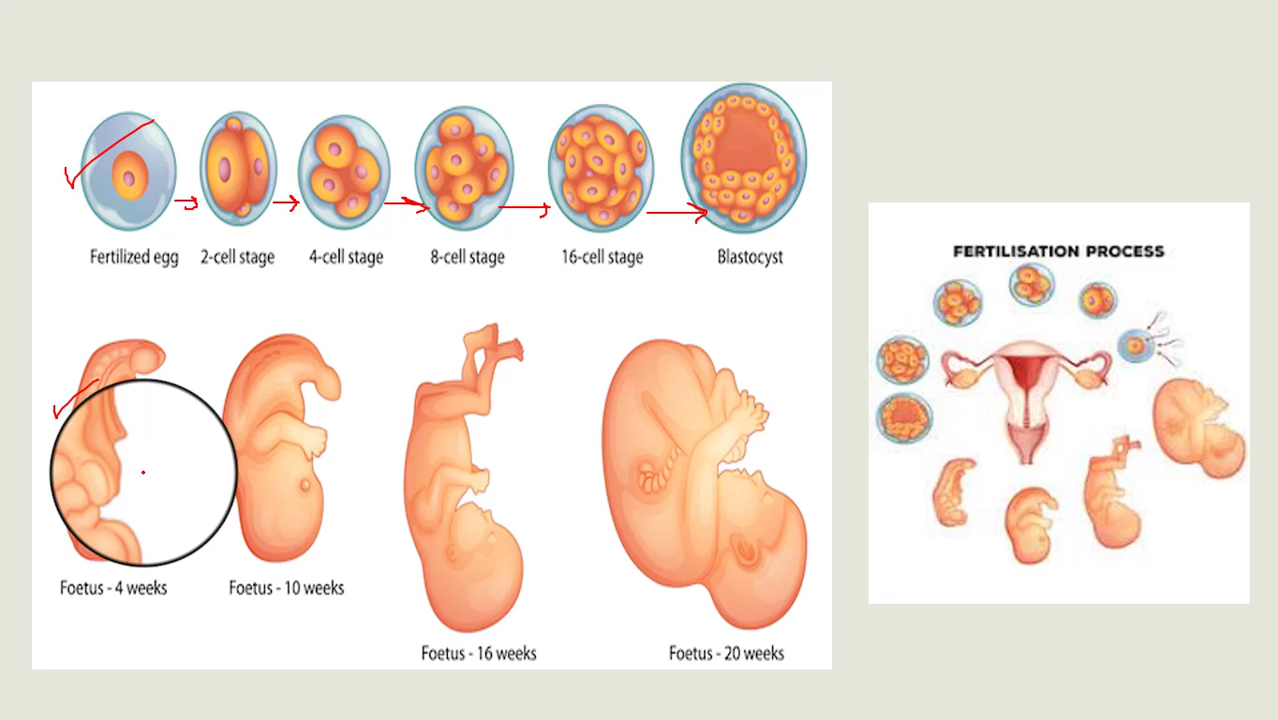 Fertilized egg
2-cell stage
4-cell stage
8-cell stage
16-cell stage
Blastocyst
Foetus - 4 weeks
Foetus - 10 weeks
Foetus - 16 weeks
Foetus - 20 weeks
FERTILISATION PROCESS